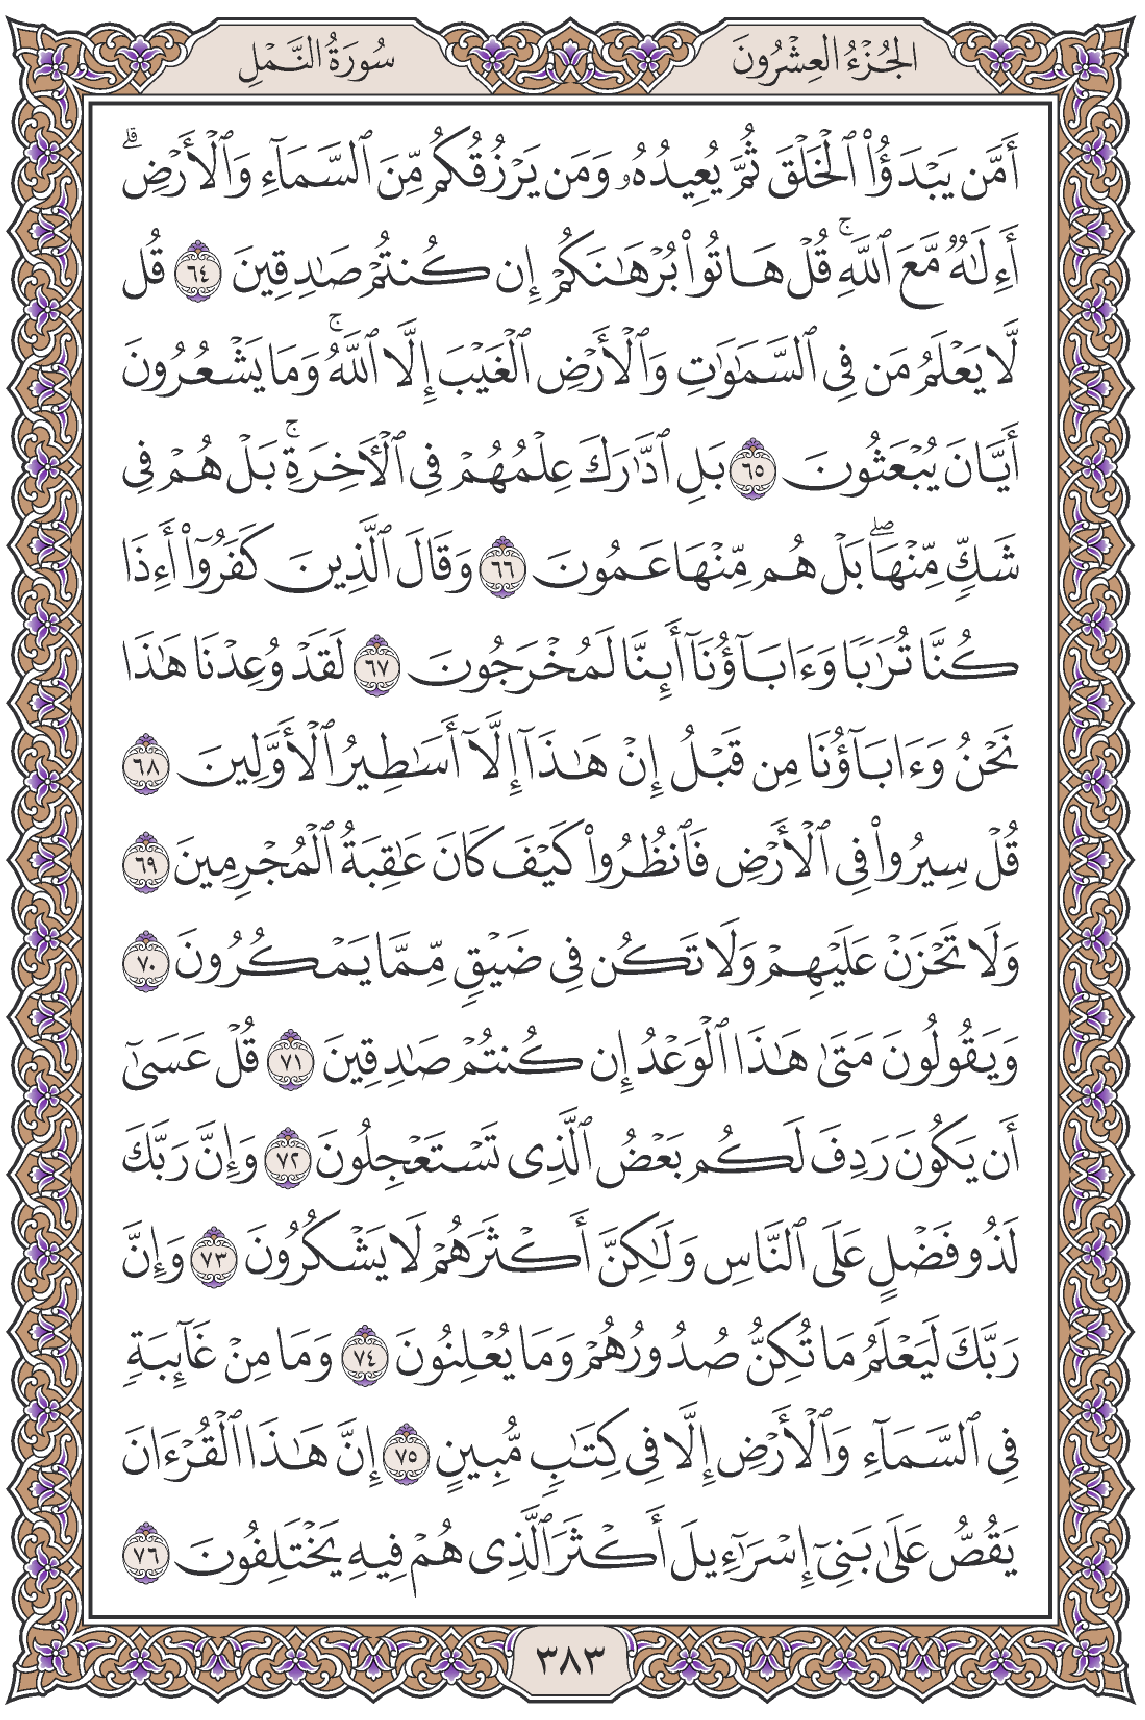 الجُزْءُ العِشْرُونَ
سُورَةُ النَّمْلِ
أَمَّن يَبْدَؤُا۟ ٱلْخَلْقَ ثُمَّ يُعِيدُهُۥ وَمَن يَرْزُقُكُم مِّنَ ٱلسَّمَآءِ وَٱلْأَرْضِ ۗ
أَءِلَٰهٌ مَّعَ ٱللَّهِ ۚ قُلْ هَاتُوا۟ بُرْهَٰنَكُمْ إِن كُنتُمْ صَٰدِقِينَ ٦٤ قُل
لَّا يَعْلَمُ مَن فِى ٱلسَّمَٰوَٰتِ وَٱلْأَرْضِ ٱلْغَيْبَ إِلَّا ٱللَّهُ ۚ وَمَا يَشْعُرُونَ
أَيَّانَ يُبْعَثُونَ ٦٥ بَلِ ٱدَّٰرَكَ عِلْمُهُمْ فِى ٱلْءَاخِرَةِ ۚ بَلْ هُمْ فِى
شَكٍّ مِّنْهَا ۖ بَلْ هُم مِّنْهَا عَمُونَ ٦٦ وَقَالَ ٱلَّذِينَ كَفَرُوٓا۟ أَءِذَا
كُنَّا تُرَٰبًا وَءَابَآؤُنَآ أَئِنَّا لَمُخْرَجُونَ ٦٧ لَقَدْ وُعِدْنَا هَٰذَا
نَحْنُ وَءَابَآؤُنَا مِن قَبْلُ إِنْ هَٰذَآ إِلَّآ أَسَٰطِيرُ ٱلْأَوَّلِينَ ٦٨
قُلْ سِيرُوا۟ فِى ٱلْأَرْضِ فَٱنظُرُوا۟ كَيْفَ كَانَ عَٰقِبَةُ ٱلْمُجْرِمِينَ ٦٩
وَلَا تَحْزَنْ عَلَيْهِمْ وَلَا تَكُن فِى ضَيْقٍ مِّمَّا يَمْكُرُونَ ٧٠
وَيَقُولُونَ مَتَىٰ هَٰذَا ٱلْوَعْدُ إِن كُنتُمْ صَٰدِقِينَ ٧١ قُلْ عَسَىٰٓ
أَن يَكُونَ رَدِفَ لَكُم بَعْضُ ٱلَّذِى تَسْتَعْجِلُونَ ٧٢ وَإِنَّ رَبَّكَ
لَذُو فَضْلٍ عَلَى ٱلنَّاسِ وَلَٰكِنَّ أَكْثَرَهُمْ لَا يَشْكُرُونَ ٧٣ وَإِنَّ
رَبَّكَ لَيَعْلَمُ مَا تُكِنُّ صُدُورُهُمْ وَمَا يُعْلِنُونَ ٧٤ وَمَا مِنْ غَآئِبَةٍ
فِى ٱلسَّمَآءِ وَٱلْأَرْضِ إِلَّا فِى كِتَٰبٍ مُّبِينٍ ٧٥ إِنَّ هَٰذَا ٱلْقُرْءَانَ
يَقُصُّ عَلَىٰ بَنِىٓ إِسْرَٰٓءِيلَ أَكْثَرَ ٱلَّذِى هُمْ فِيهِ يَخْتَلِفُونَ ٧٦
٣٨٣